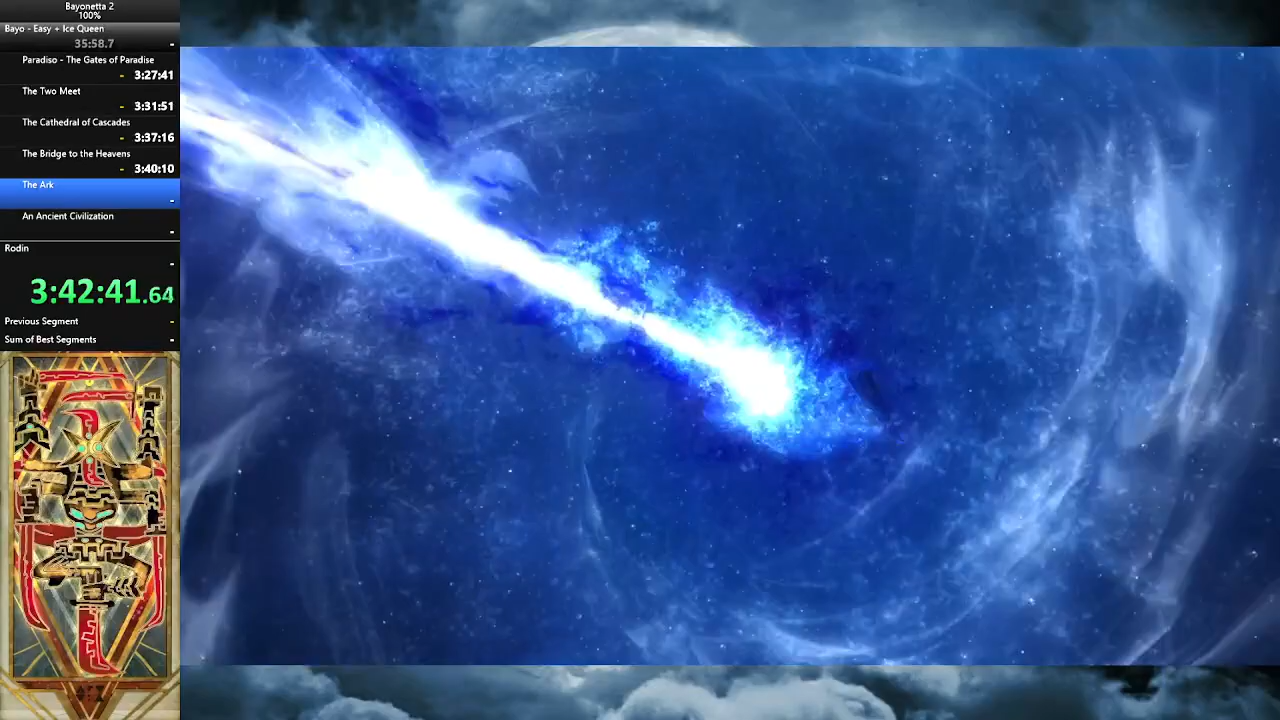 Bayonetta 2
100%
Bayo - Easy + Ice Queen
35:58.7 -
Paradiso - The Gates of Paradise
- 3:27:41
The Two Meet
- 3:31:51
The Cathedral of Cascades
- 3:37:16
The Bridge to the Heavens
- 3:40:10
The Ark
-
An Ancient Civilization
-
Rodin
-
3:42:41.64
Previous Segment -
Sum of Best Segments -